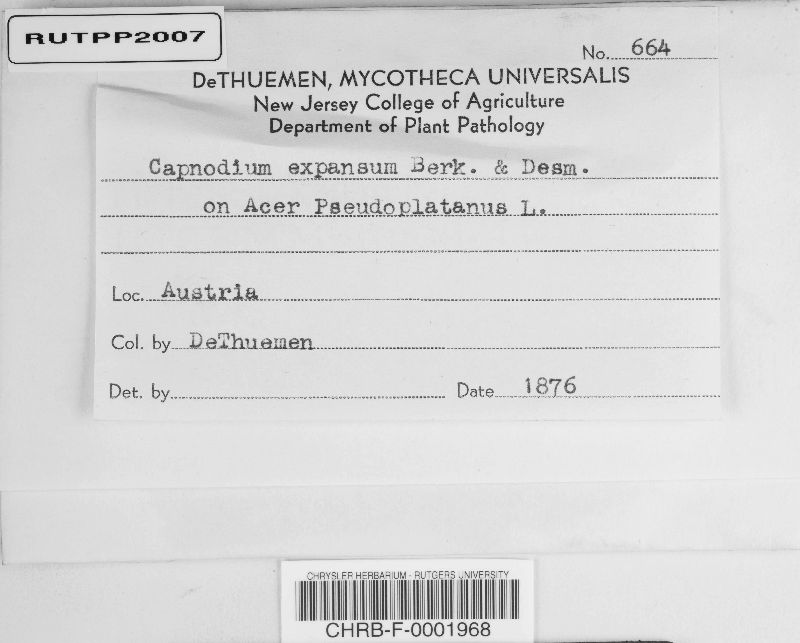 RUTPP2007
No. 664
DeTHUEMEN, MYCOTHECA UNIVERSALIS
New Jersey College of Agriculture
Department of Plant Pathology
Capnodium expansum Berk. & Desm.
on Acer Pseudoplatanus L.
Loc. Austria
Col. by DeThuemen
Det. by Date 1876
CHRYSLER HERBARIUM - RUTGERS UNIVERSITY
CHRB-F-0001968